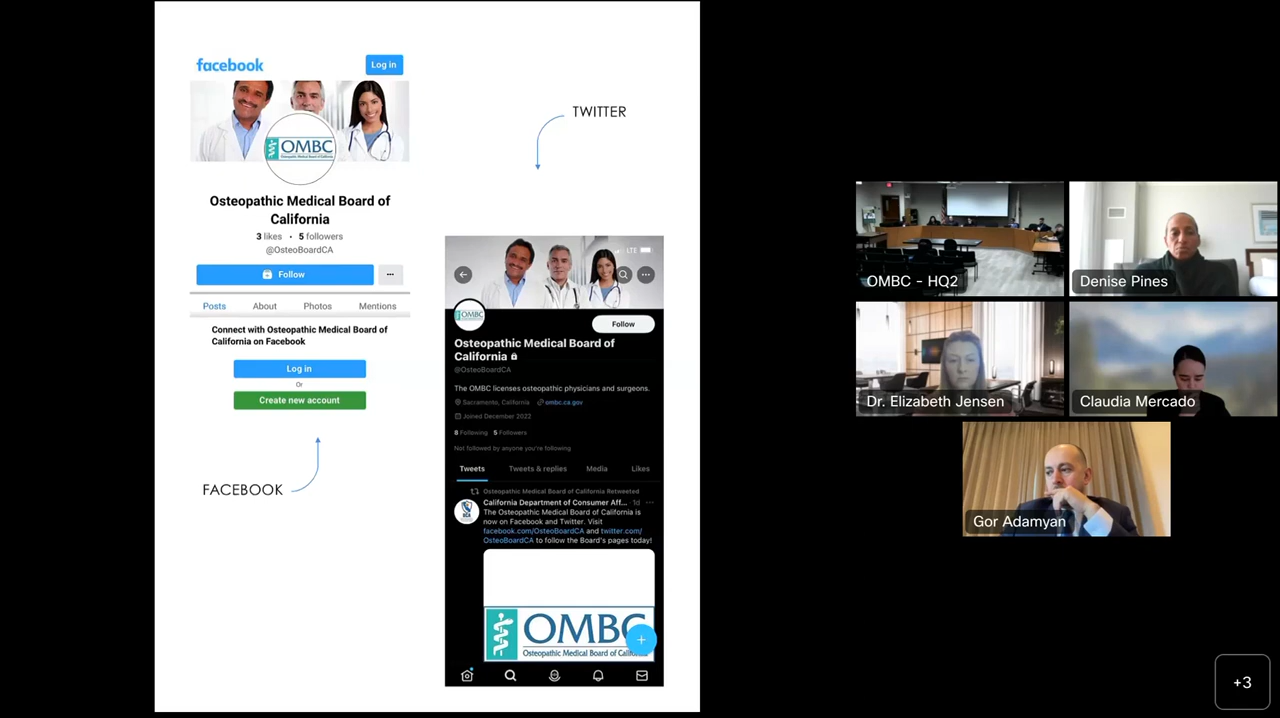 facebook
Log in
OMBC
Osteopathic Medical Board of California
Osteopathic Medical Board of
California
3 likes • 5 followers
@OsteoBoardCA
Follow
...
Posts About Photos Mentions
Connect with Osteopathic Medical Board of
California on Facebook
Log in
Or
Create new account
FACEBOOK
TWITTER
LTE
OMBC
Follow
Osteopathic Medical Board of
California
@OsteoBoardCA
The OMBC licenses osteopathic physicians and surgeons.
Sacramento, California ombc.ca.gov
Joined December 2022
8 Following 5 Followers
Not followed by anyone you're following
Tweets Tweets & replies Media Likes
Osteopathic Medical Board of California Retweeted
California Department of Consumer Aff... · 1d
The Osteopathic Medical Board of California is
now on Facebook and Twitter. Visit
facebook.com/OsteoBoardCA and twitter.com/
OsteoBoardCA to follow the Board's pages today!
OMBC
Osteopathic Medical Board of
OMBC - HQ2
Denise Pines
Dr. Elizabeth Jensen
Claudia Mercado
Gor Adamyan
+3